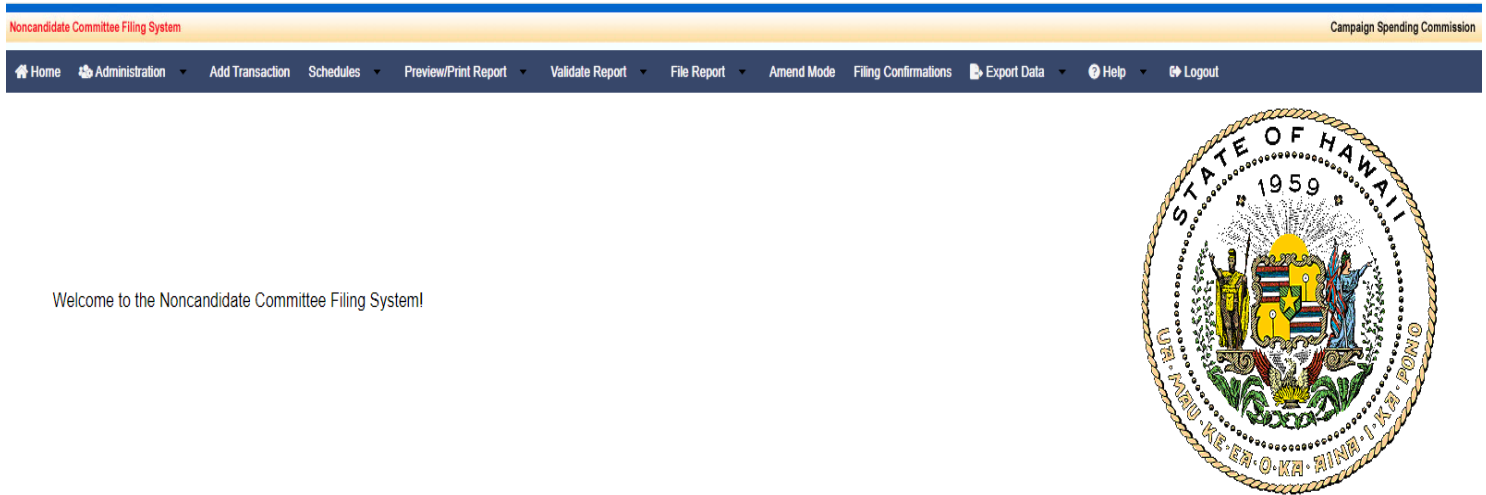 Noncandidate Committee Filing System Campaign Spending Commission
Home Administration Add Transaction Schedules Preview/Print Report Validate Report File Report Amend Mode Filing Confirmations Export Data Help Logout
STATE OF HAWAII
1959
Welcome to the Noncandidate Committee Filing System!
UA·MAU·KE·EA·O·KA·AINA·I·KA·PONO